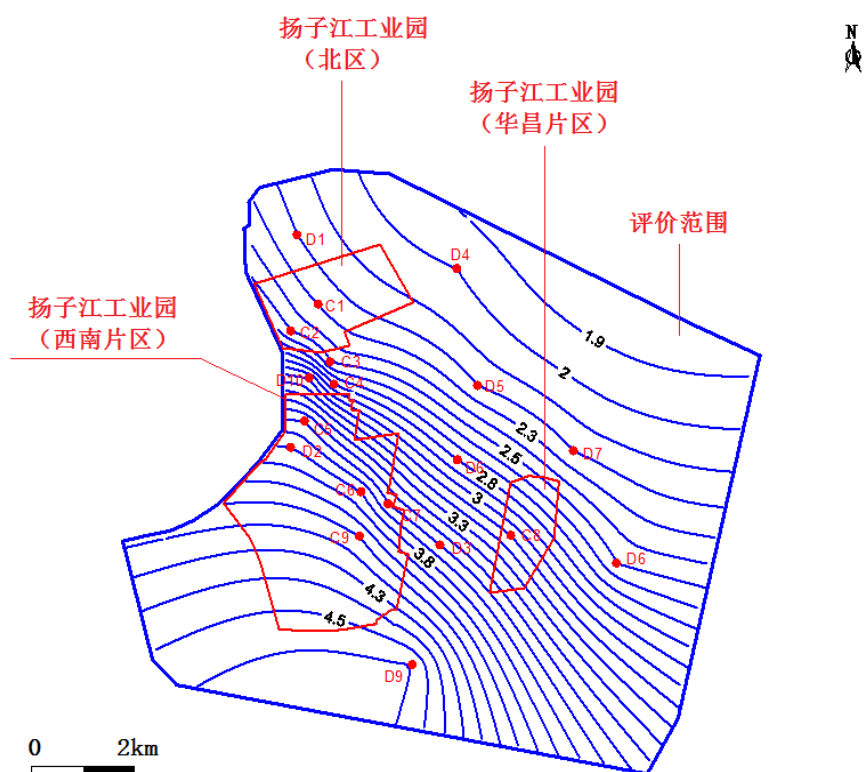 扬子江工业园
（北区）
N
扬子江工业园
（华昌片区）
评价范围
D1
D4
扬子江工业园
（西南片区）
C1
C2
1.9
C3
2
D10
C4
D5
C5
2.3
D2
D7
2.5
D6
2.8
C6
3
C7
3.3
C9
C8
3.8
D3
D6
4.3
4.5
D9
0
2km